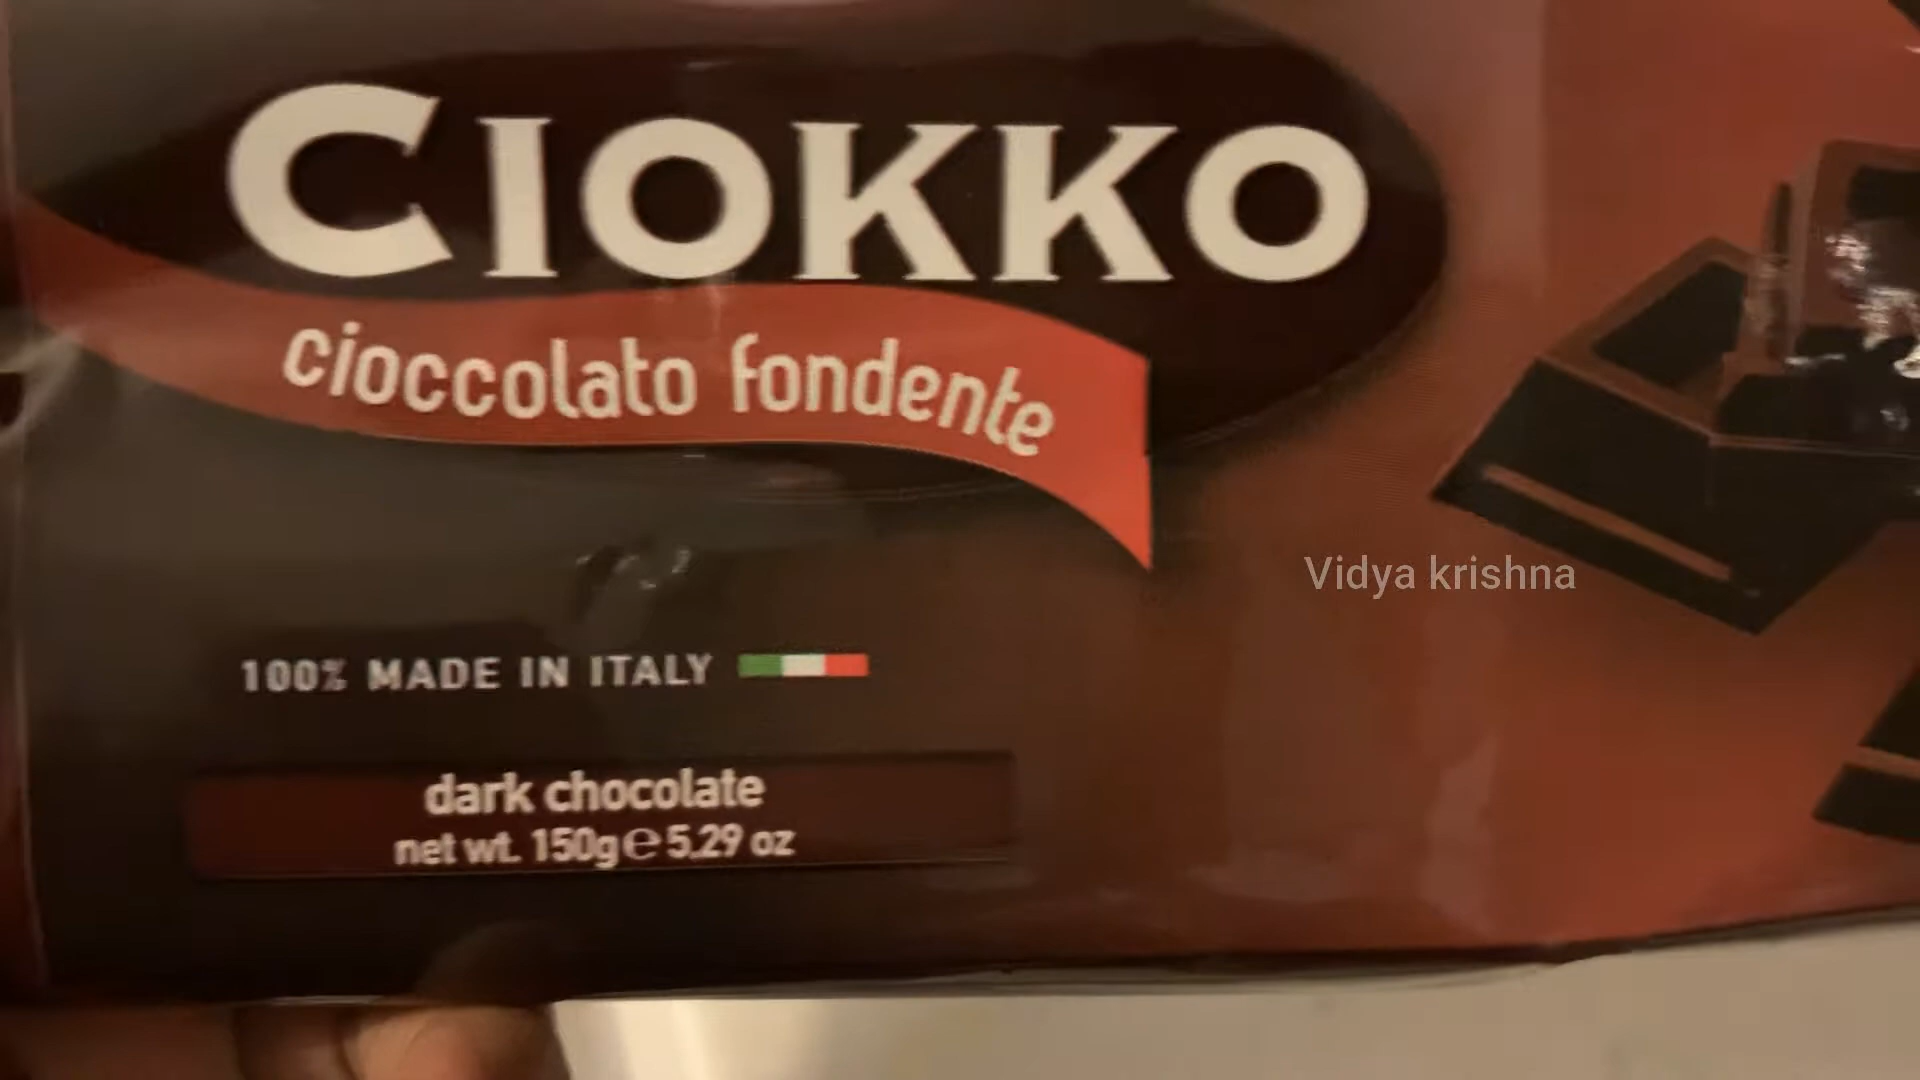 CIOKKO
cioccolato fondente
Vidya krishna
100% MADE IN ITALY
dark chocolate
net wt. 150g℮5.29 oz